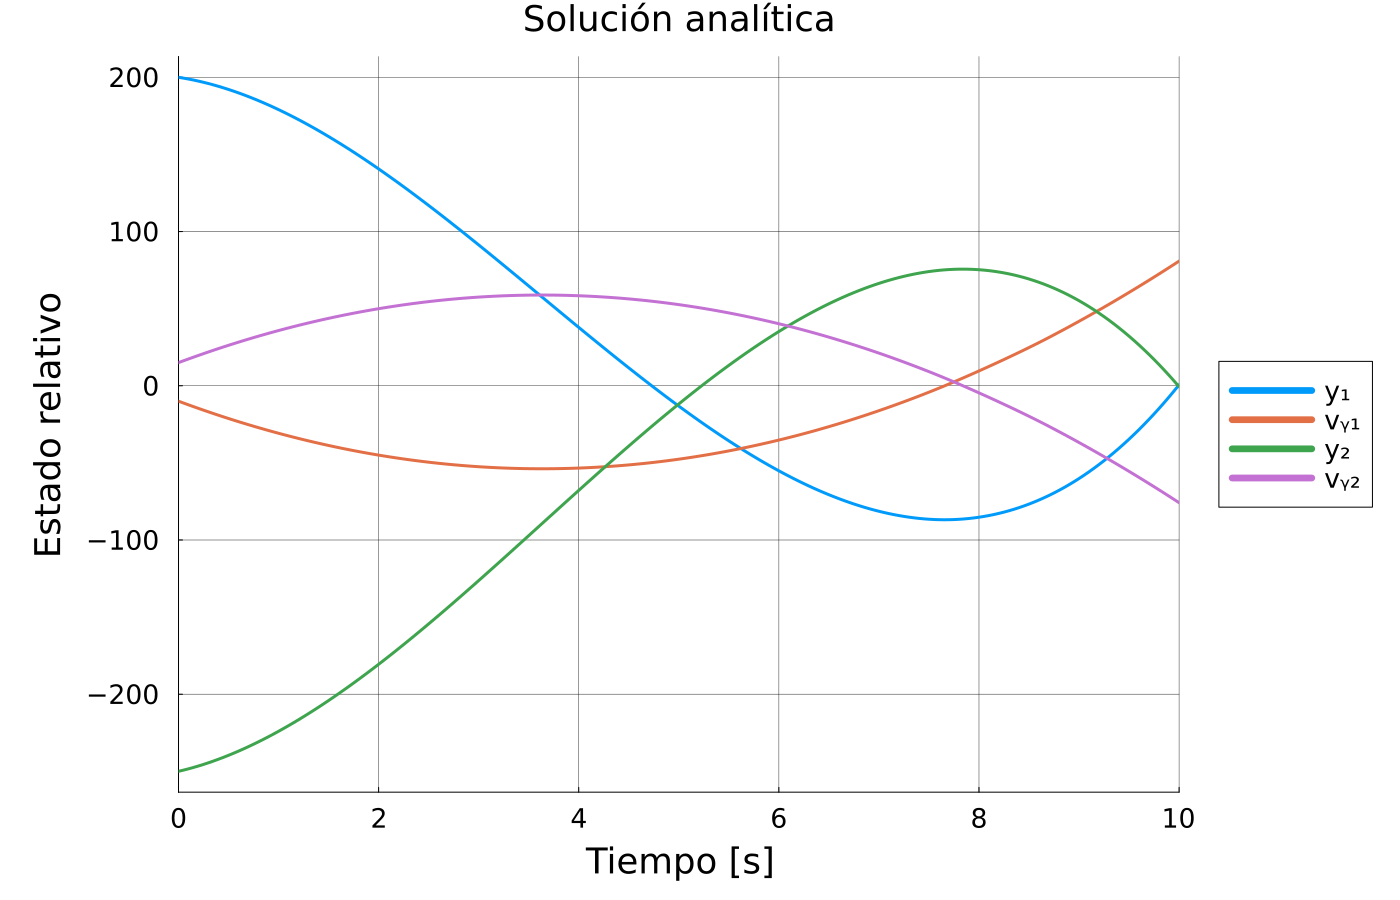 Solución analítica
Estado relativo
200
100
0
−100
−200
0 2 4 6 8 10
Tiempo [s]
y₁
vᵧ₁
y₂
vᵧ₂